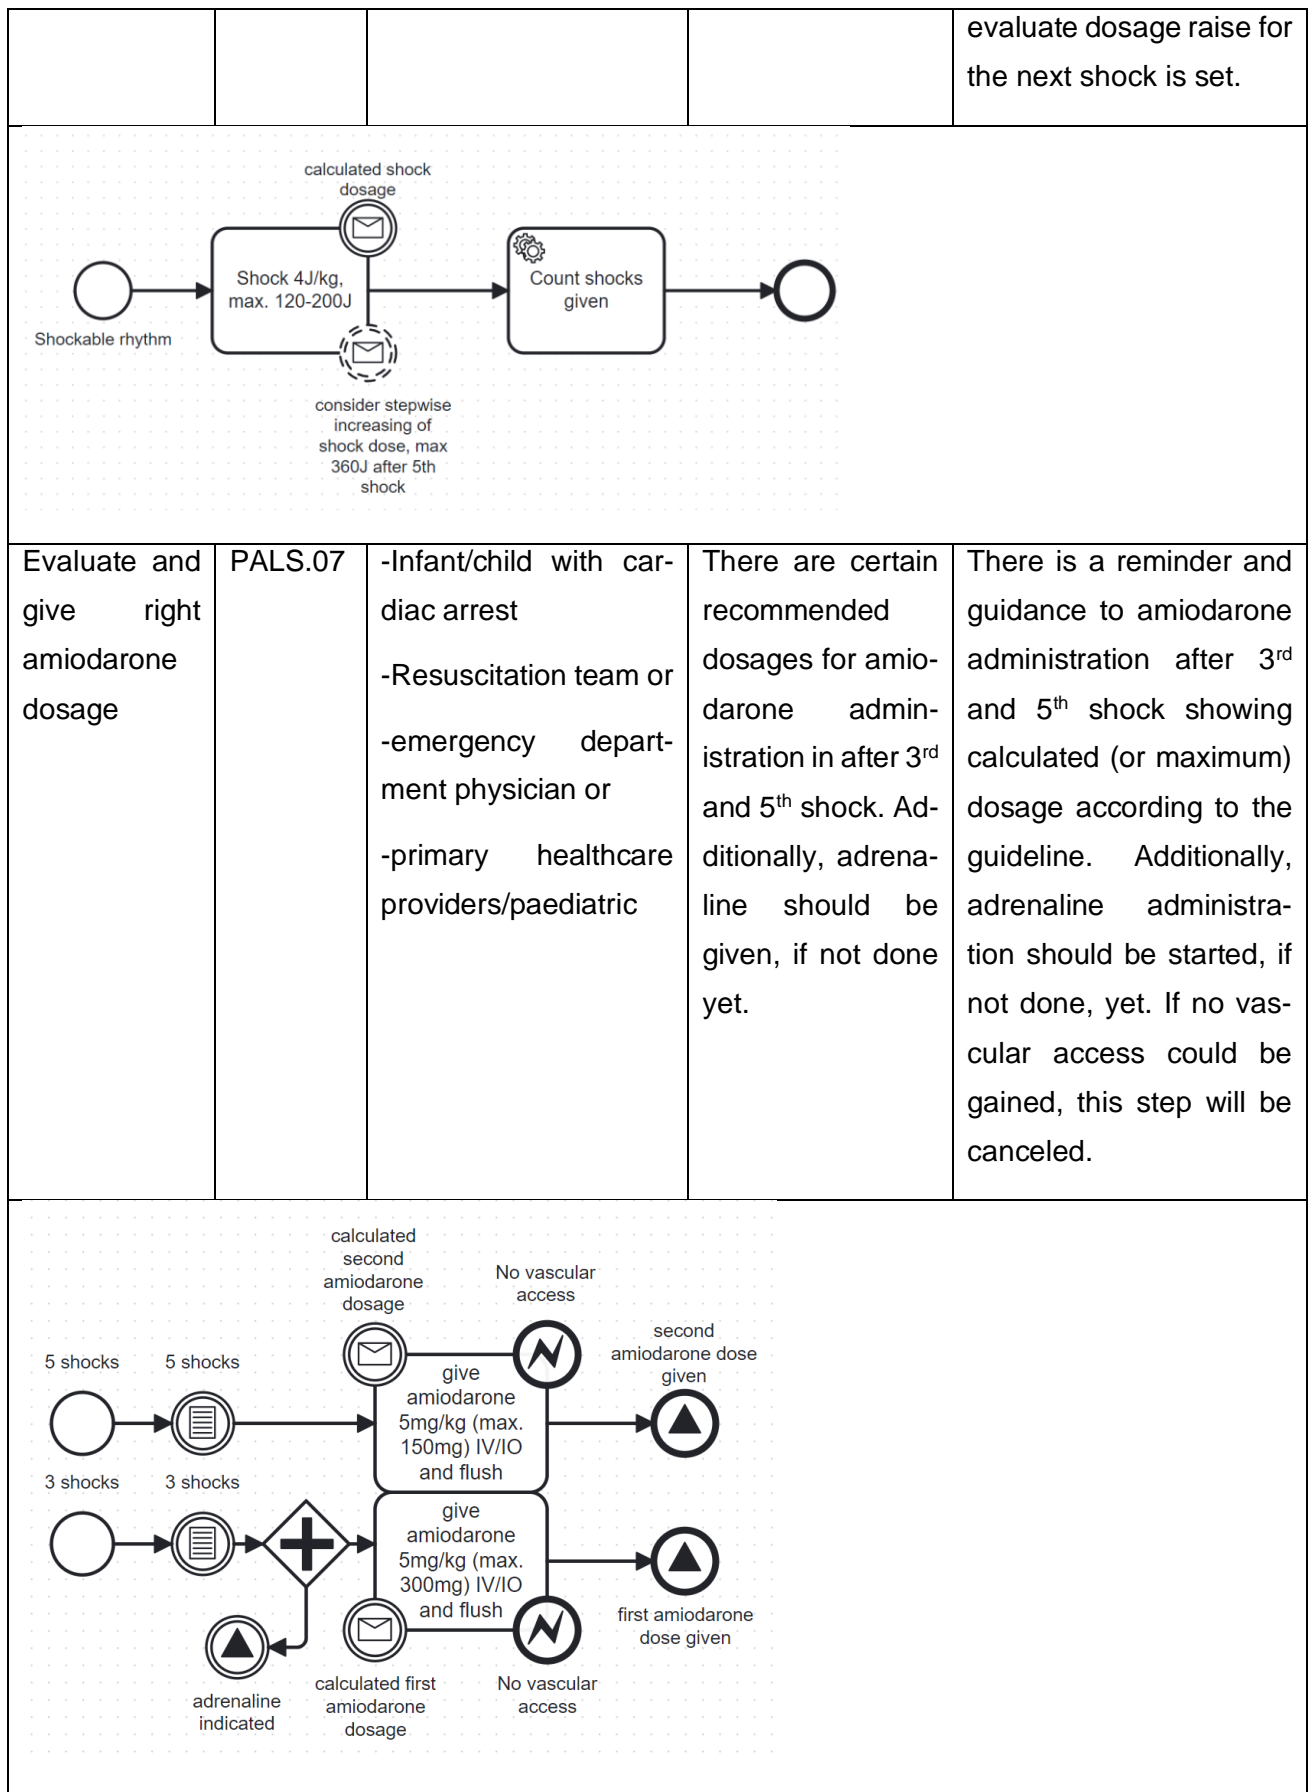 evaluate dosage raise for
the next shock is set.
calculated shock
dosage
Shock 4J/kg,
max. 120-200J
Count shocks
given
Shockable rhythm
consider stepwise
increasing of
shock dose, max
360J after 5th
shock
Evaluate and
give right
amiodarone
dosage
PALS.07
-Infant/child with car-
diac arrest
-Resuscitation team or
-emergency depart-
ment physician or
-primary healthcare
providers/paediatric
There are certain
recommended
dosages for amio-
darone admin-
istration in after 3rd
and 5th shock. Ad-
ditionally, adrena-
line should be
given, if not done
yet.
There is a reminder and
guidance to amiodarone
administration after 3rd
and 5th shock showing
calculated (or maximum)
dosage according to the
guideline. Additionally,
adrenaline administra-
tion should be started, if
not done, yet. If no vas-
cular access could be
gained, this step will be
canceled.
calculated
second
amiodarone
dosage
No vascular
access
second
amiodarone dose
given
5 shocks
5 shocks
give
amiodarone
5mg/kg (max.
150mg) IV/IO
and flush
3 shocks
3 shocks
give
amiodarone
5mg/kg (max.
300mg) IV/IO
and flush
first amiodarone
dose given
adrenaline
indicated
calculated first
amiodarone
dosage
No vascular
access